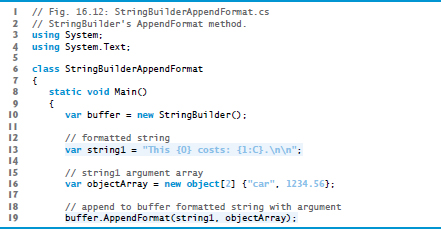 1 // Fig. 16.12: StringBuilderAppendFormat.cs
2 // StringBuilder's AppendFormat method.
3 using System;
4 using System.Text;
5
6 class StringBuilderAppendFormat
7 {
8 static void Main()
9 {
10 var buffer = new StringBuilder();
11
12 // formatted string
13 var string1 = "This {0} costs: {1:C}.\n\n";
14
15 // string1 argument array
16 var objectArray = new object[2] {"car", 1234.56};
17
18 // append to buffer formatted string with argument
19 buffer.AppendFormat(string1, objectArray);